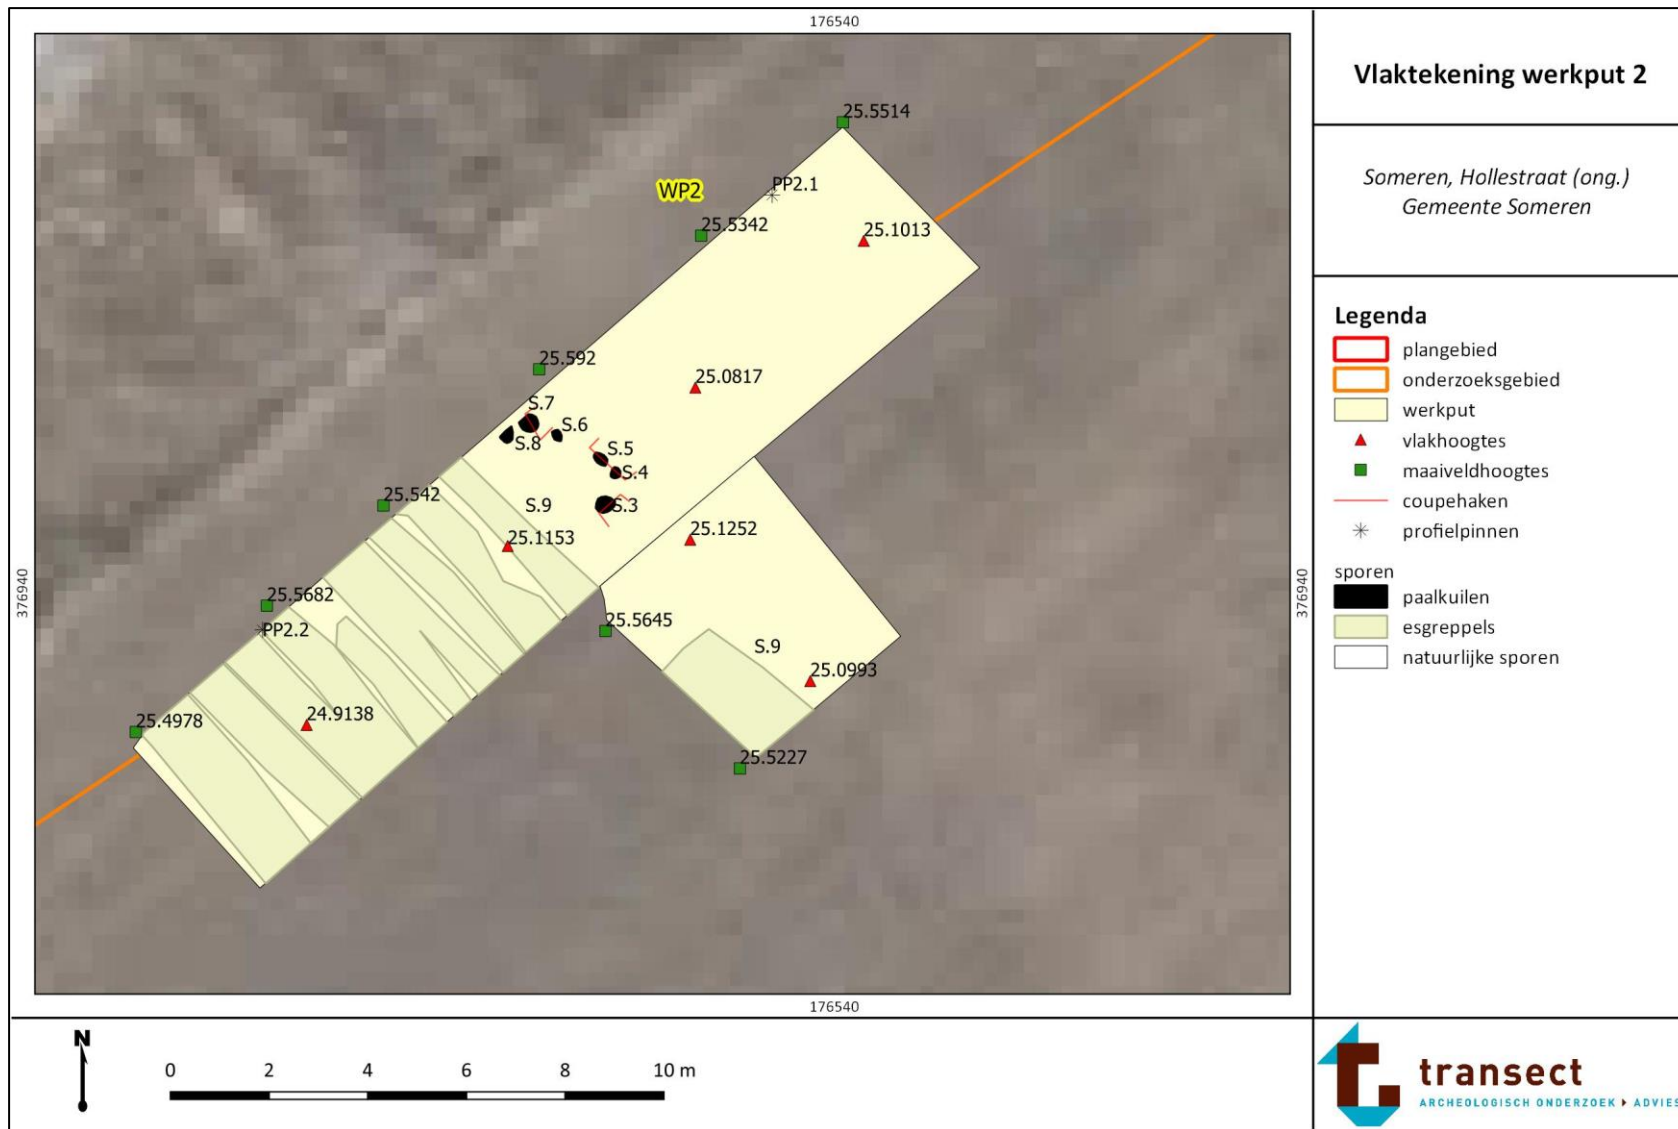 176540
Vlaktekening werkput 2
Someren, Hollestraat (ong.)
Gemeente Someren
25.5514
PP2.1
WP2
25.5342
25.1013
25.592
25.0817
S.7
S.6
S.8
S.5
S.4
S.3
25.542
S.9
25.1153
25.1252
25.5682
PP2.2
25.5645
S.9
25.0993
25.4978
24.9138
25.5227
376940
376940
176540
Legenda
plangebied
onderzoeksgebied
werkput
vlakhoogtes
maaiveldhoogtes
coupehaken
profielpinnen
sporen
paalkuilen
esgreppels
natuurlijke sporen
N
0 2 4 6 8 10 m
transect
ARCHEOLOGISCH ONDERZOEK ▸ ADVIES